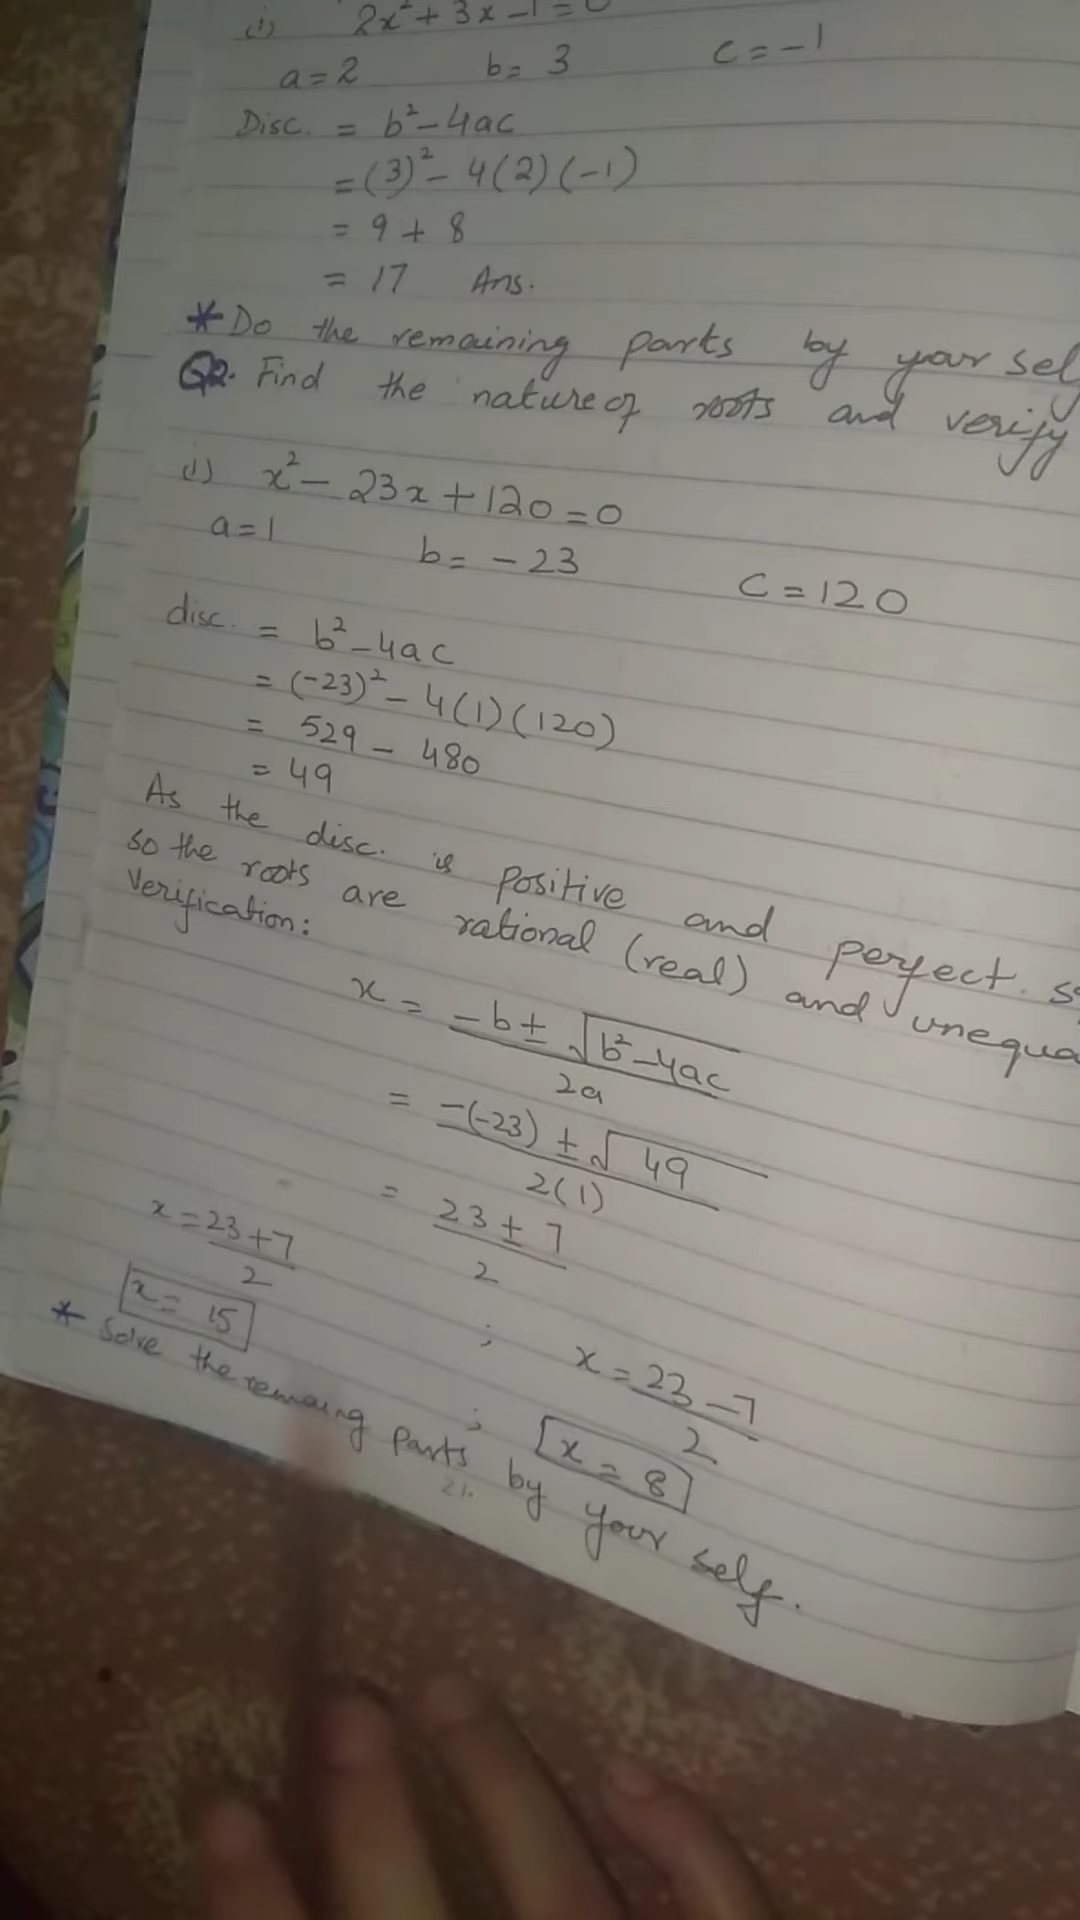 (i) 2x² + 3x - 1 = 0
a = 2 b = 3 c = -1
Disc. = b² - 4ac
= (3)² - 4(2)(-1)
= 9 + 8
= 17 Ans.
* Do the remaining parts by your sel
Q2. Find the nature of roots and verify
(i) x² - 23x + 120 = 0
a = 1 b = -23 C = 120
disc. = b² - 4ac
= (-23)² - 4(1)(120)
= 529 - 480
= 49
As the disc. is positive and perfect. sq
so the roots are rational (real) and unequa
Verification:
x = -b ± √b² - 4ac
2a
= -(-23) ± √49
2(1)
= 23 ± 7
2
x = 23 + 7
2
; x = 23 - 7
2
x = 15 ; x = 8
* Solve the remaing parts by your self.